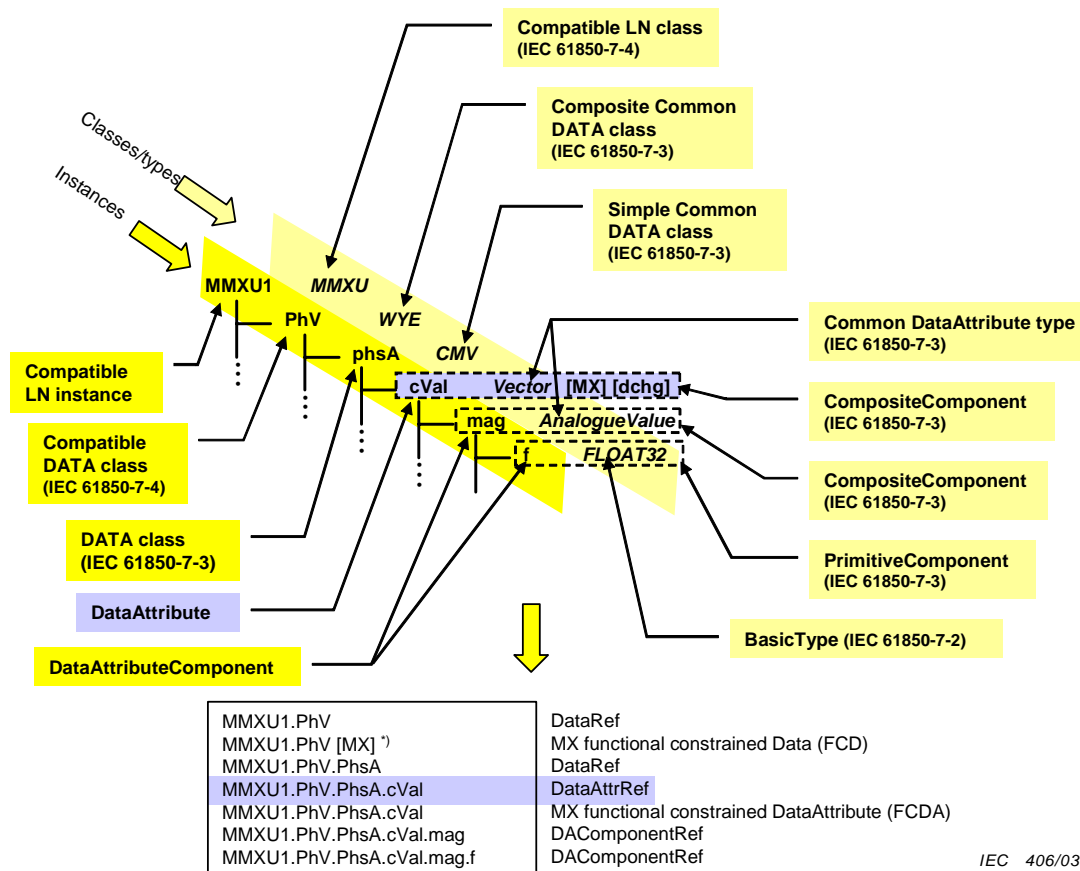 Compatible LN class
(IEC 61850-7-4)
Composite Common
DATA class
(IEC 61850-7-3)
Classes/types
Instances
Simple Common
DATA class
(IEC 61850-7-3)
MMXU1 MMXU
PhV WYE
phsA CMV
cVal Vector [MX] [dchg]
mag AnalogueValue
f FLOAT32
Common DataAttribute type
(IEC 61850-7-3)
CompositeComponent
(IEC 61850-7-3)
CompositeComponent
(IEC 61850-7-3)
PrimitiveComponent
(IEC 61850-7-3)
BasicType (IEC 61850-7-2)
Compatible
LN instance
Compatible
DATA class
(IEC 61850-7-4)
DATA class
(IEC 61850-7-3)
DataAttribute
DataAttributeComponent
MMXU1.PhV DataRef
MMXU1.PhV [MX] *) MX functional constrained Data (FCD)
MMXU1.PhV.PhsA DataRef
MMXU1.PhV.PhsA.cVal DataAttrRef
MMXU1.PhV.PhsA.cVal MX functional constrained DataAttribute (FCDA)
MMXU1.PhV.PhsA.cVal.mag DAComponentRef
MMXU1.PhV.PhsA.cVal.mag.f DAComponentRef
IEC 406/03